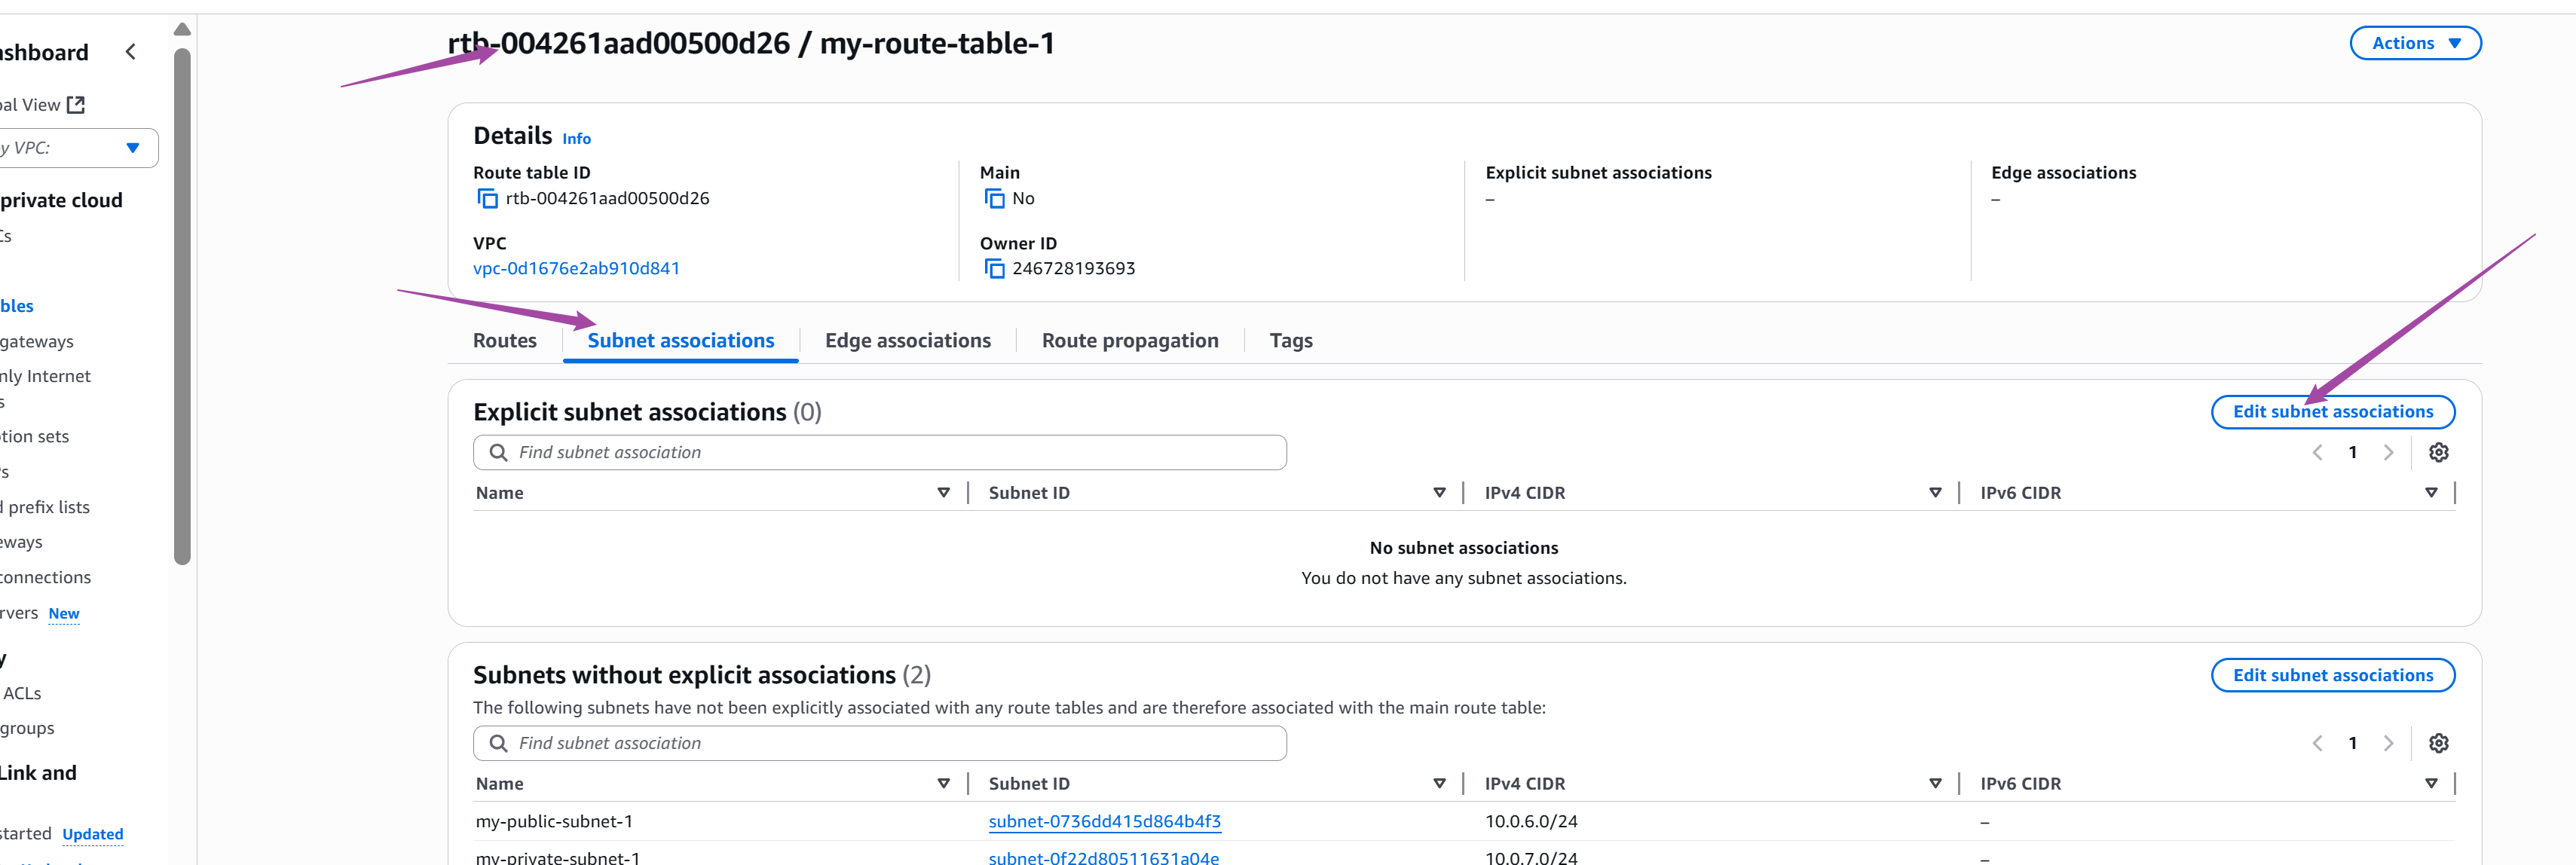 rtb-004261aad00500d26 / my-route-table-1
Actions
shboard
bal View
y VPC:
private cloud
Cs
bles
gateways
nly Internet
s
tion sets
Ps
d prefix lists
eways
connections
rvers New
y
ACLs
groups
Link and
started Updated
Details Info
Route table ID
rtb-004261aad00500d26
Main
No
Explicit subnet associations
–
Edge associations
–
VPC
vpc-0d1676e2ab910d841
Owner ID
246728193693
Routes
Subnet associations
Edge associations
Route propagation
Tags
Explicit subnet associations (0)
Edit subnet associations
Find subnet association
1
Name Subnet ID IPv4 CIDR IPv6 CIDR
No subnet associations
You do not have any subnet associations.
Subnets without explicit associations (2)
Edit subnet associations
The following subnets have not been explicitly associated with any route tables and are therefore associated with the main route table:
Find subnet association
1
Name Subnet ID IPv4 CIDR IPv6 CIDR
my-public-subnet-1 subnet-0736dd415d864b4f3 10.0.6.0/24 –
my-private-subnet-1 subnet-0f22d80511631a04e 10.0.7.0/24 –